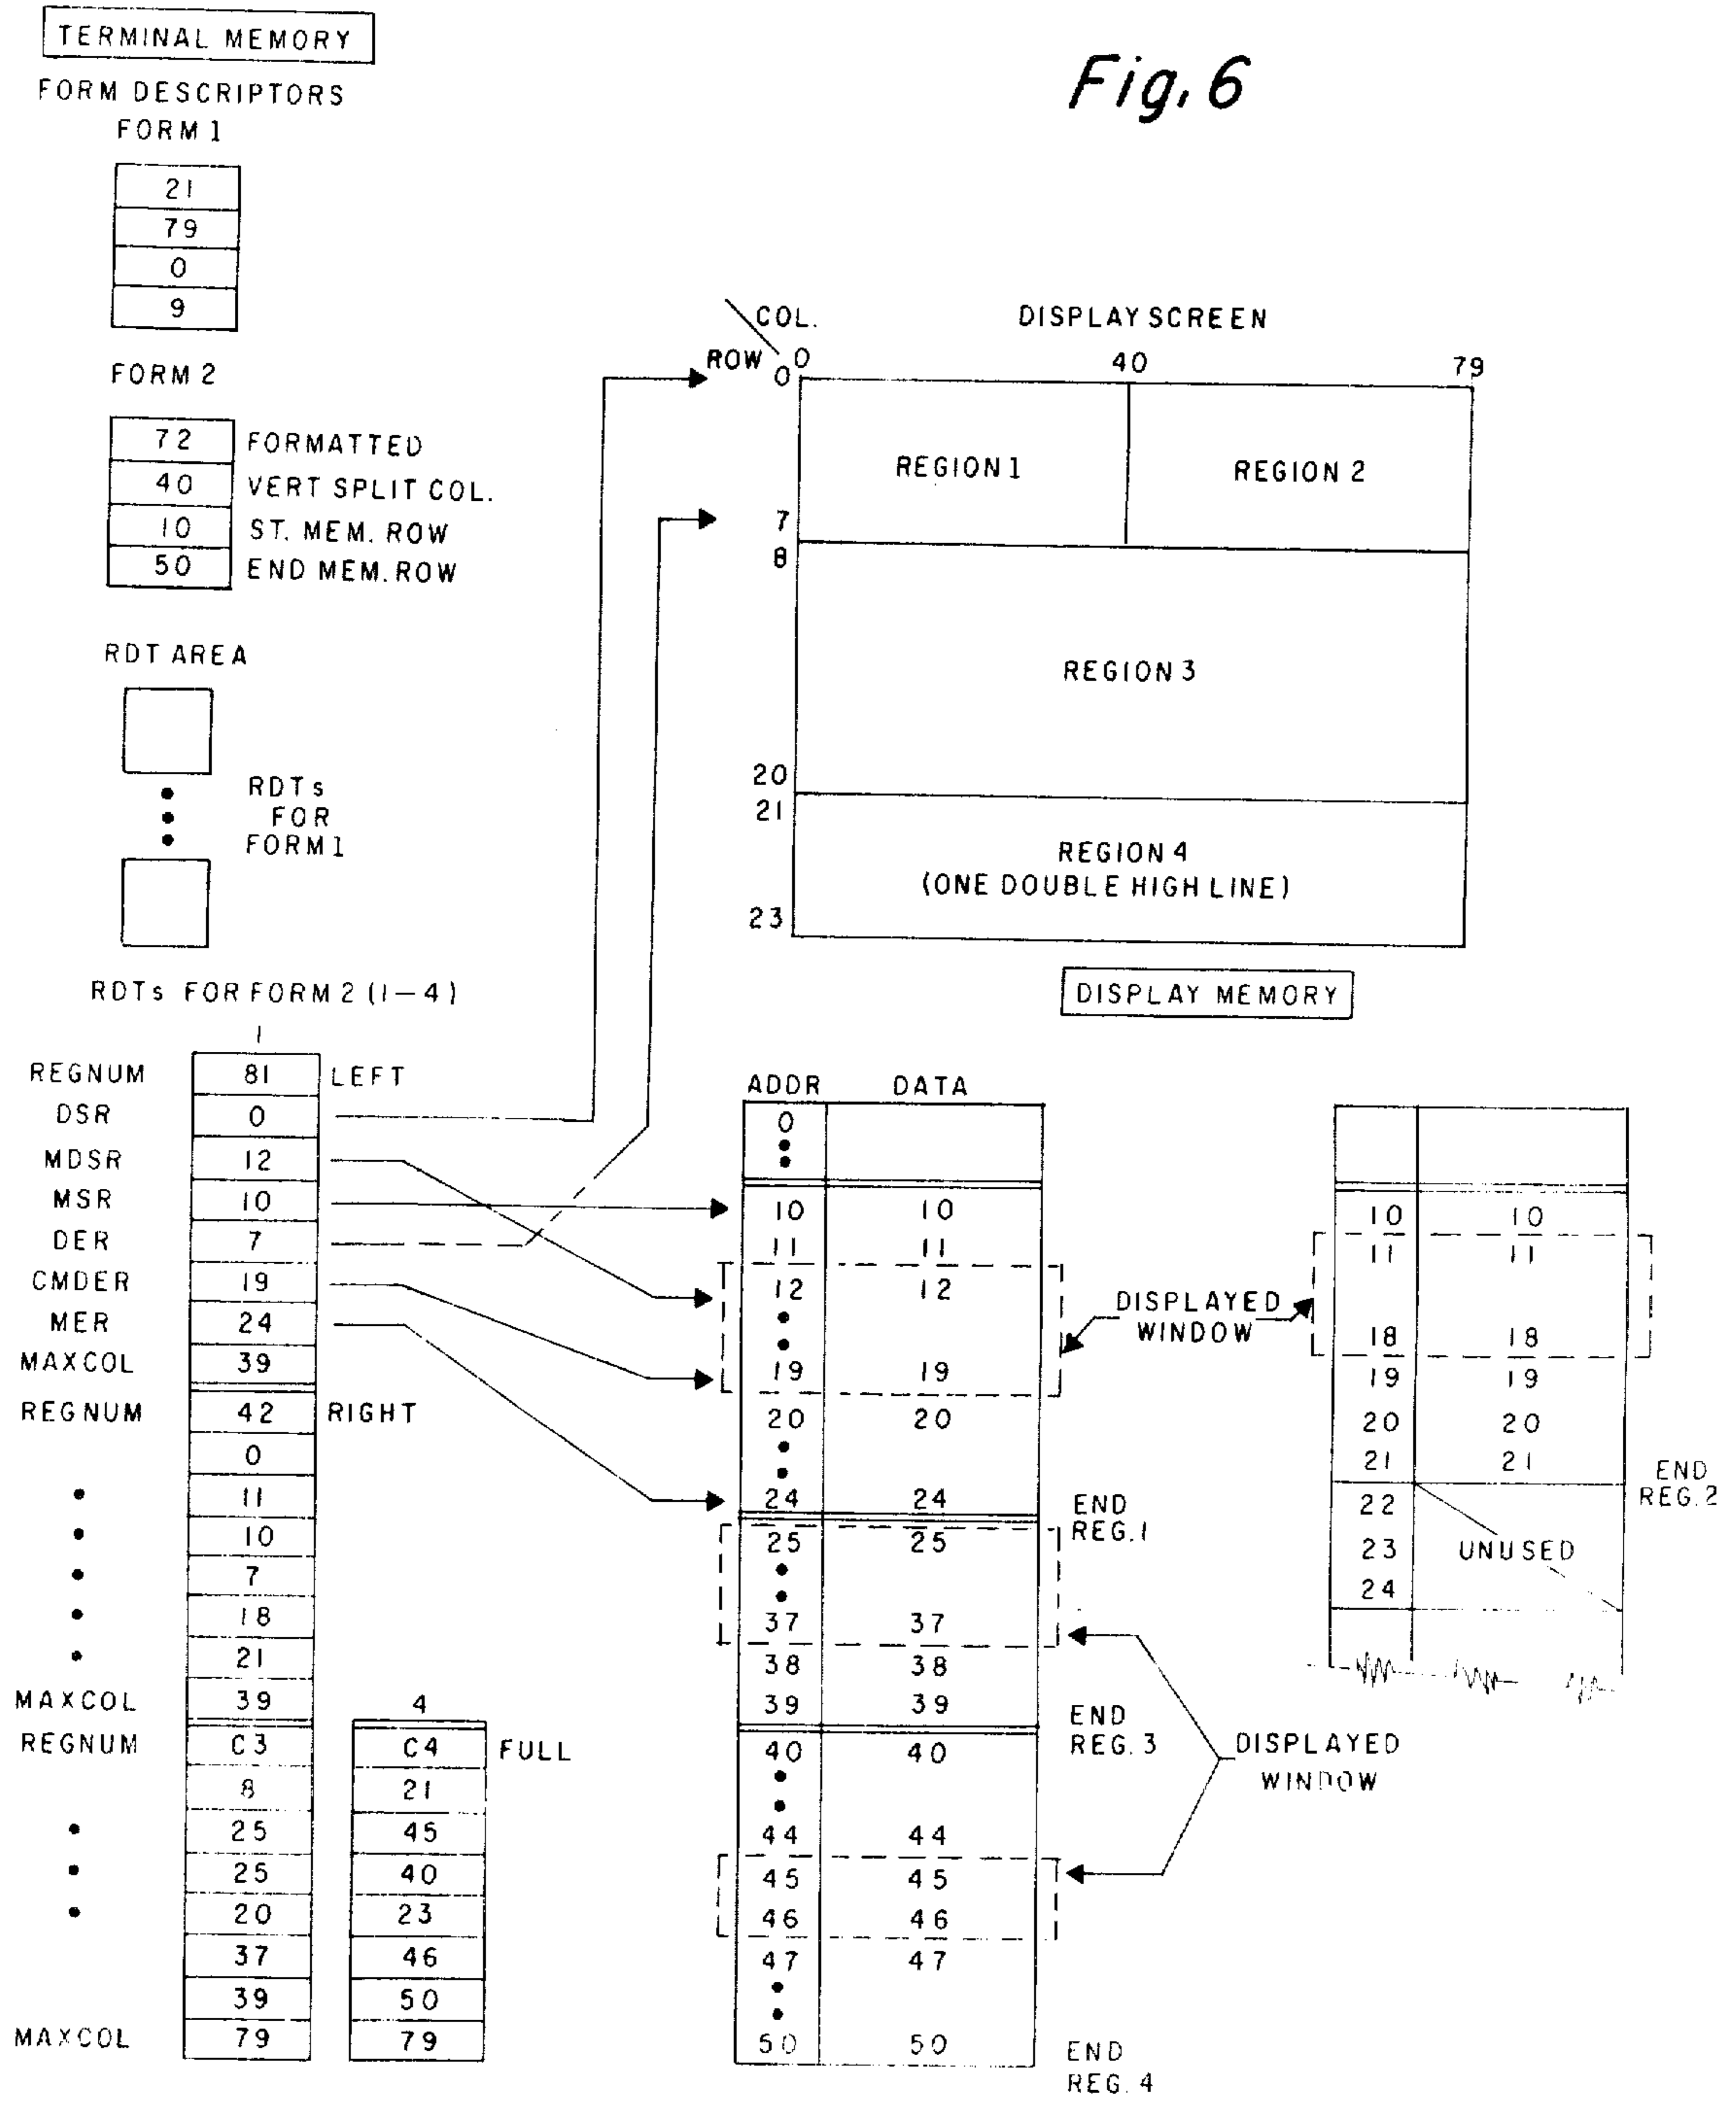 TERMINAL MEMORY
FORM DESCRIPTORS
FORM 1
21
79
0
9
FORM 2
72 FORMATTED
40 VERT SPLIT COL.
10 ST. MEM. ROW
50 END MEM. ROW
RDT AREA
RDTs
FOR
FORM 1
RDTs FOR FORM 2 (1-4)
1
REGNUM 81 LEFT
DSR 0
MDSR 12
MSR 10
DER 7
CMDER 19
MER 24
MAXCOL 39
REGNUM 42 RIGHT
0
11
10
7
18
21
MAXCOL 39
REGNUM C3
8
25
25
20
37
39
MAXCOL 79
4
C4 FULL
21
45
40
23
46
50
79
Fig. 6
COL. DISPLAY SCREEN
ROW 0 40 79
0
REGION 1 REGION 2
7
8
REGION 3
20
21
REGION 4
(ONE DOUBLE HIGH LINE)
23
DISPLAY MEMORY
ADDR DATA
0
10 10
11 11
12 12
19 19
20 20
24 24
END
REG. 1
25 25
37 37
38 38
39 39
END
REG. 3
40 40
44 44
45 45
46 46
47 47
50 50
END
REG. 4
DISPLAYED
WINDOW
DISPLAYED
WINDOW
10 10
11 11
18 18
19 19
20 20
21 21
END
REG. 2
22
23 UNUSED
24